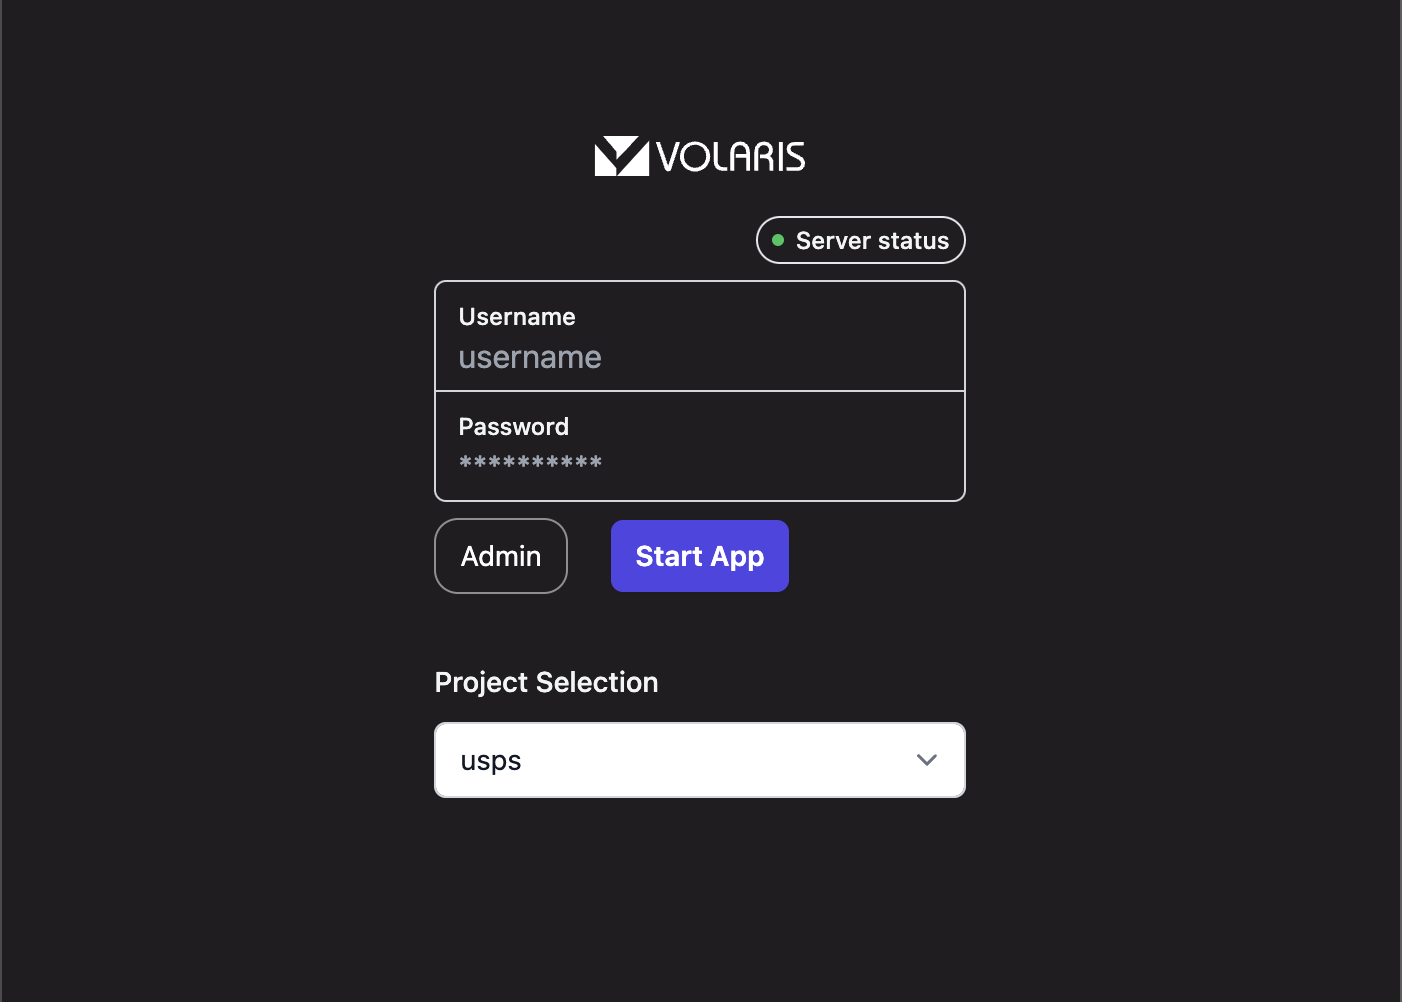 VOLARIS
Server status
Username
username
Password
**********
Admin
Start App
Project Selection
usps